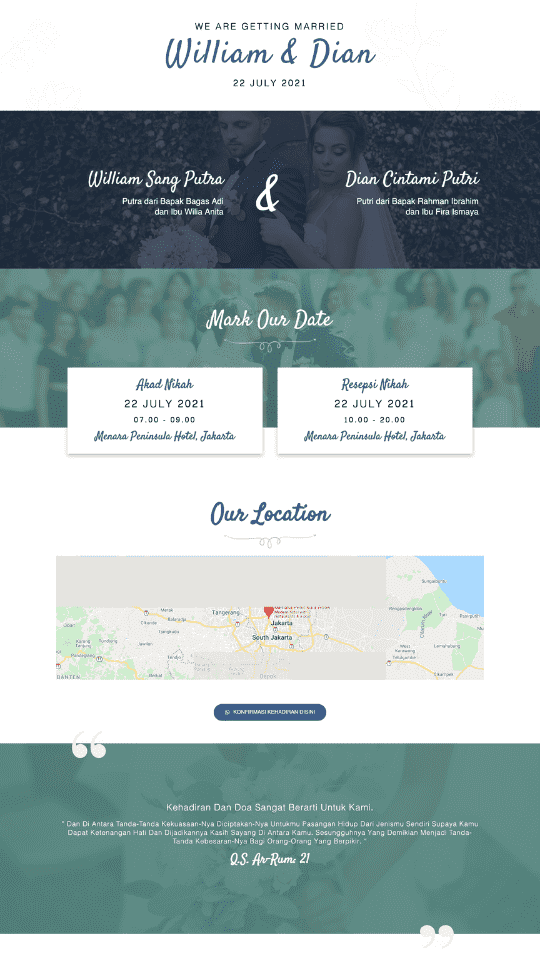 WE ARE GETTING MARRIED
William & Dian
22 JULY 2021
William Sang Putra
Putra dari Bapak Bagas Adi
dan Ibu Wilia Anita
&
Dian Cintami Putri
Putri dari Bapak Rahman Ibrahim
dan Ibu Fira Ismaya
Mark Our Date
Akad Nikah
22 JULY 2021
07.00 - 09.00
Menara Peninsula Hotel, Jakarta
Resepsi Nikah
22 JULY 2021
10.00 - 20.00
Menara Peninsula Hotel, Jakarta
Our Location
Tangerang
Jakarta
South Jakarta
Depok
BANTEN
KONFIRMASI KEHADIRAN DISINI
“
Kehadiran Dan Doa Sangat Berarti Untuk Kami.
" Dan Di Antara Tanda-Tanda Kekuasaan-Nya Diciptakan-Nya Untukmu Pasangan Hidup Dari Jenismu Sendiri Supaya Kamu
Dapat Ketenangan Hati Dan Dijadikannya Kasih Sayang Di Antara Kamu. Sesungguhnya Yang Demikian Menjadi Tanda-
Tanda Kebesaran-Nya Bagi Orang-Orang Yang Berpikir. "
Q.S. Ar-Rum: 21
”